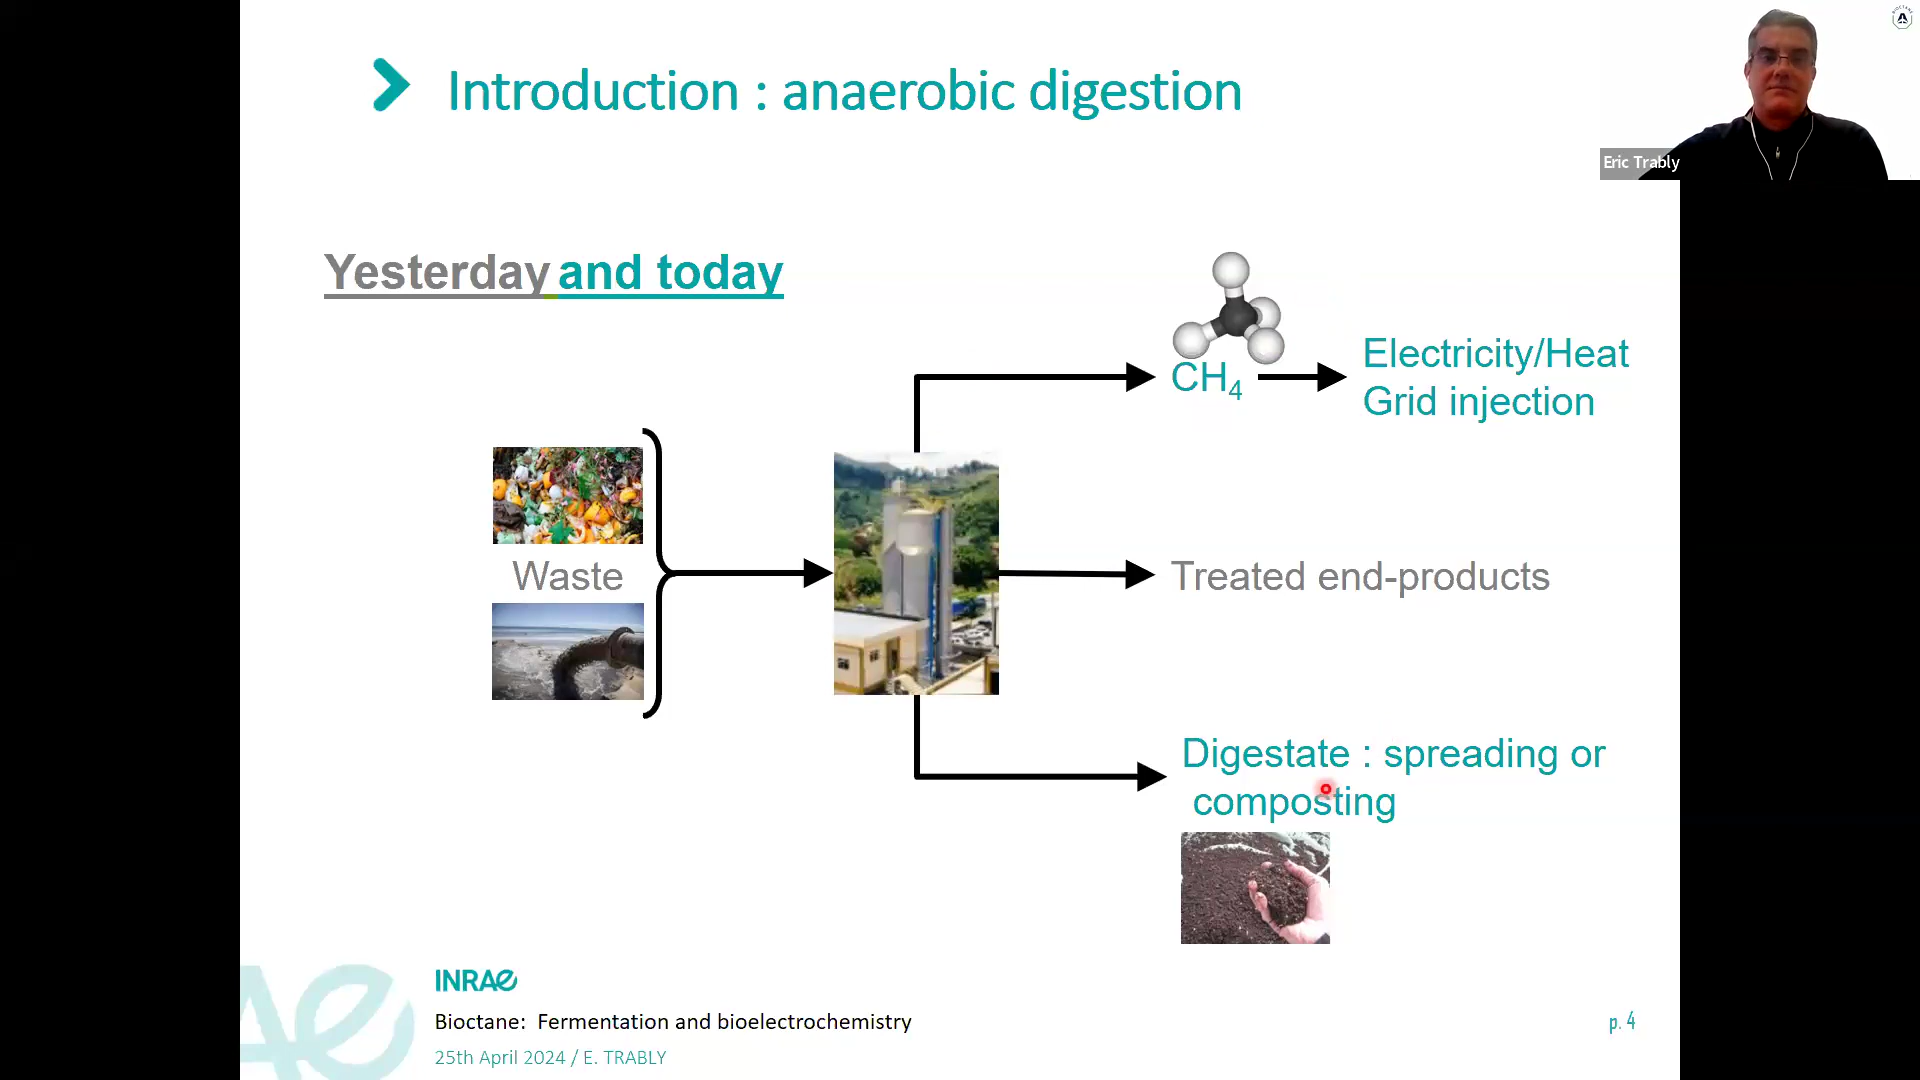 Introduction : anaerobic digestion
Eric Trably
Yesterday and today
CH4
Electricity/Heat
Grid injection
Waste
Treated end-products
Digestate : spreading or
composting
INRAE
Bioctane: Fermentation and bioelectrochemistry
25th April 2024 / E. TRABLY
p. 4